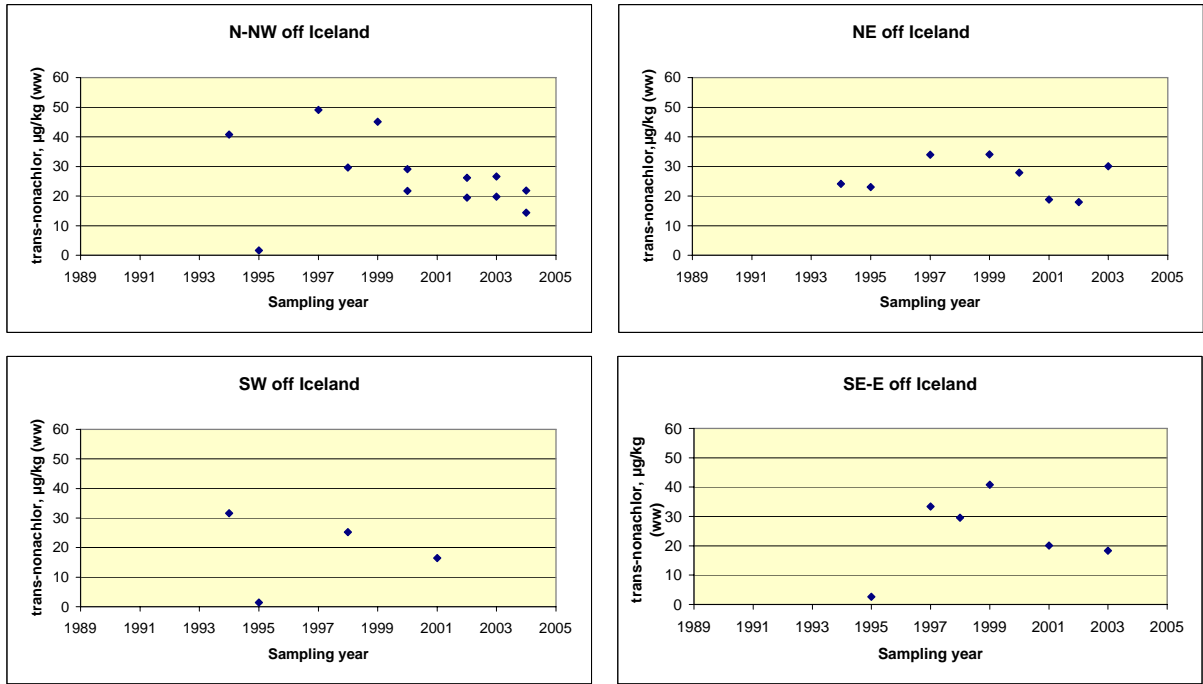 N-NW off Iceland
trans-nonachlor, µg/kg (ww)
60
50
40
30
20
10
0
1989 1991 1993 1995 1997 1999 2001 2003 2005
Sampling year
NE off Iceland
trans-nonachlor,µg/kg (ww)
60
50
40
30
20
10
0
1989 1991 1993 1995 1997 1999 2001 2003 2005
Sampling year
SW off Iceland
trans-nonachlor, µg/kg (ww)
60
50
40
30
20
10
0
1989 1991 1993 1995 1997 1999 2001 2003 2005
Sampling year
SE-E off Iceland
trans-nonachlor, µg/kg
(ww)
60
50
40
30
20
10
0
1989 1991 1993 1995 1997 1999 2001 2003 2005
Sampling year